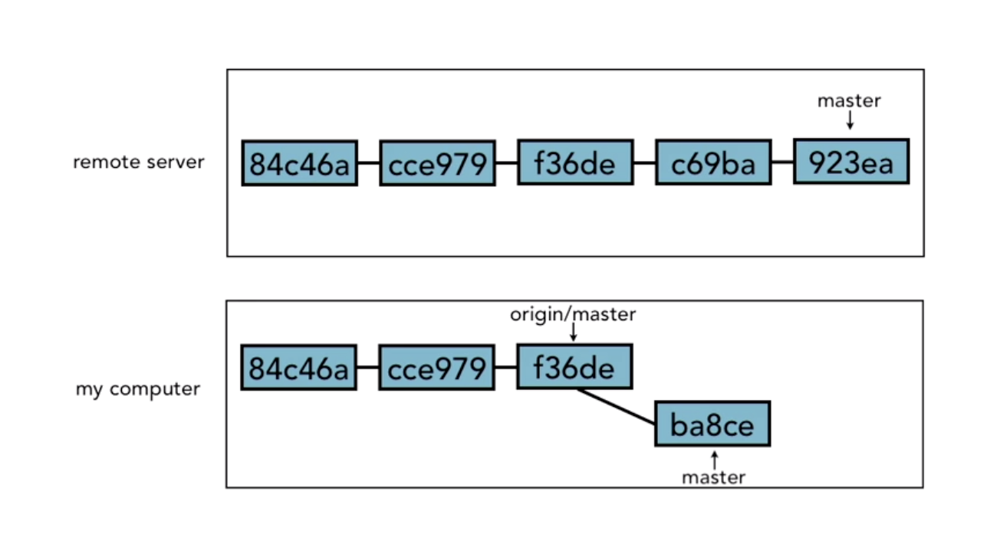 master
remote server
84c46a
cce979
f36de
c69ba
923ea
origin/master
my computer
84c46a
cce979
f36de
ba8ce
master